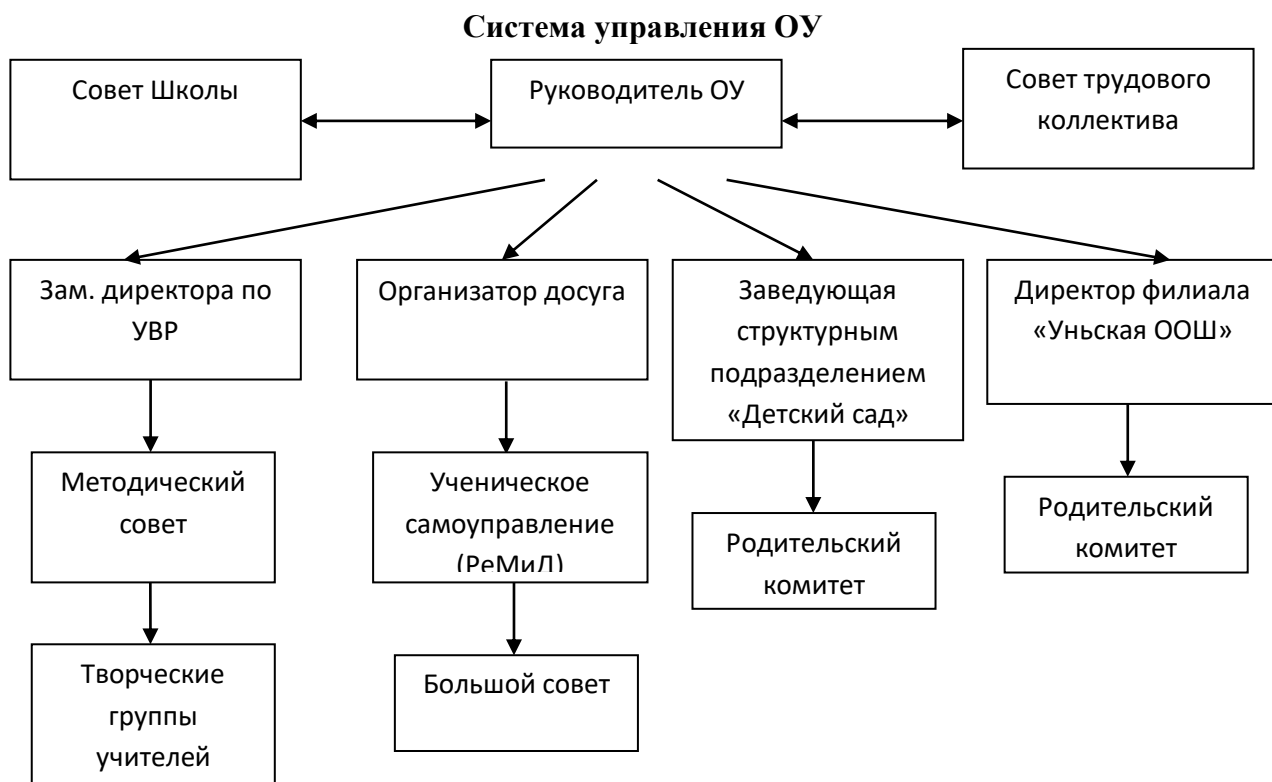 Система управления ОУ
Совет Школы
Руководитель ОУ
Совет трудового
коллектива
Зам. директора по
УВР
Организатор досуга
Заведующая
структурным
подразделением
«Детский сад»
Директор филиала
«Уньская ООШ»
Методический
совет
Ученическое
самоуправление
(РеМиД)
Родительский
комитет
Родительский
комитет
Творческие
группы
учителей
Большой совет